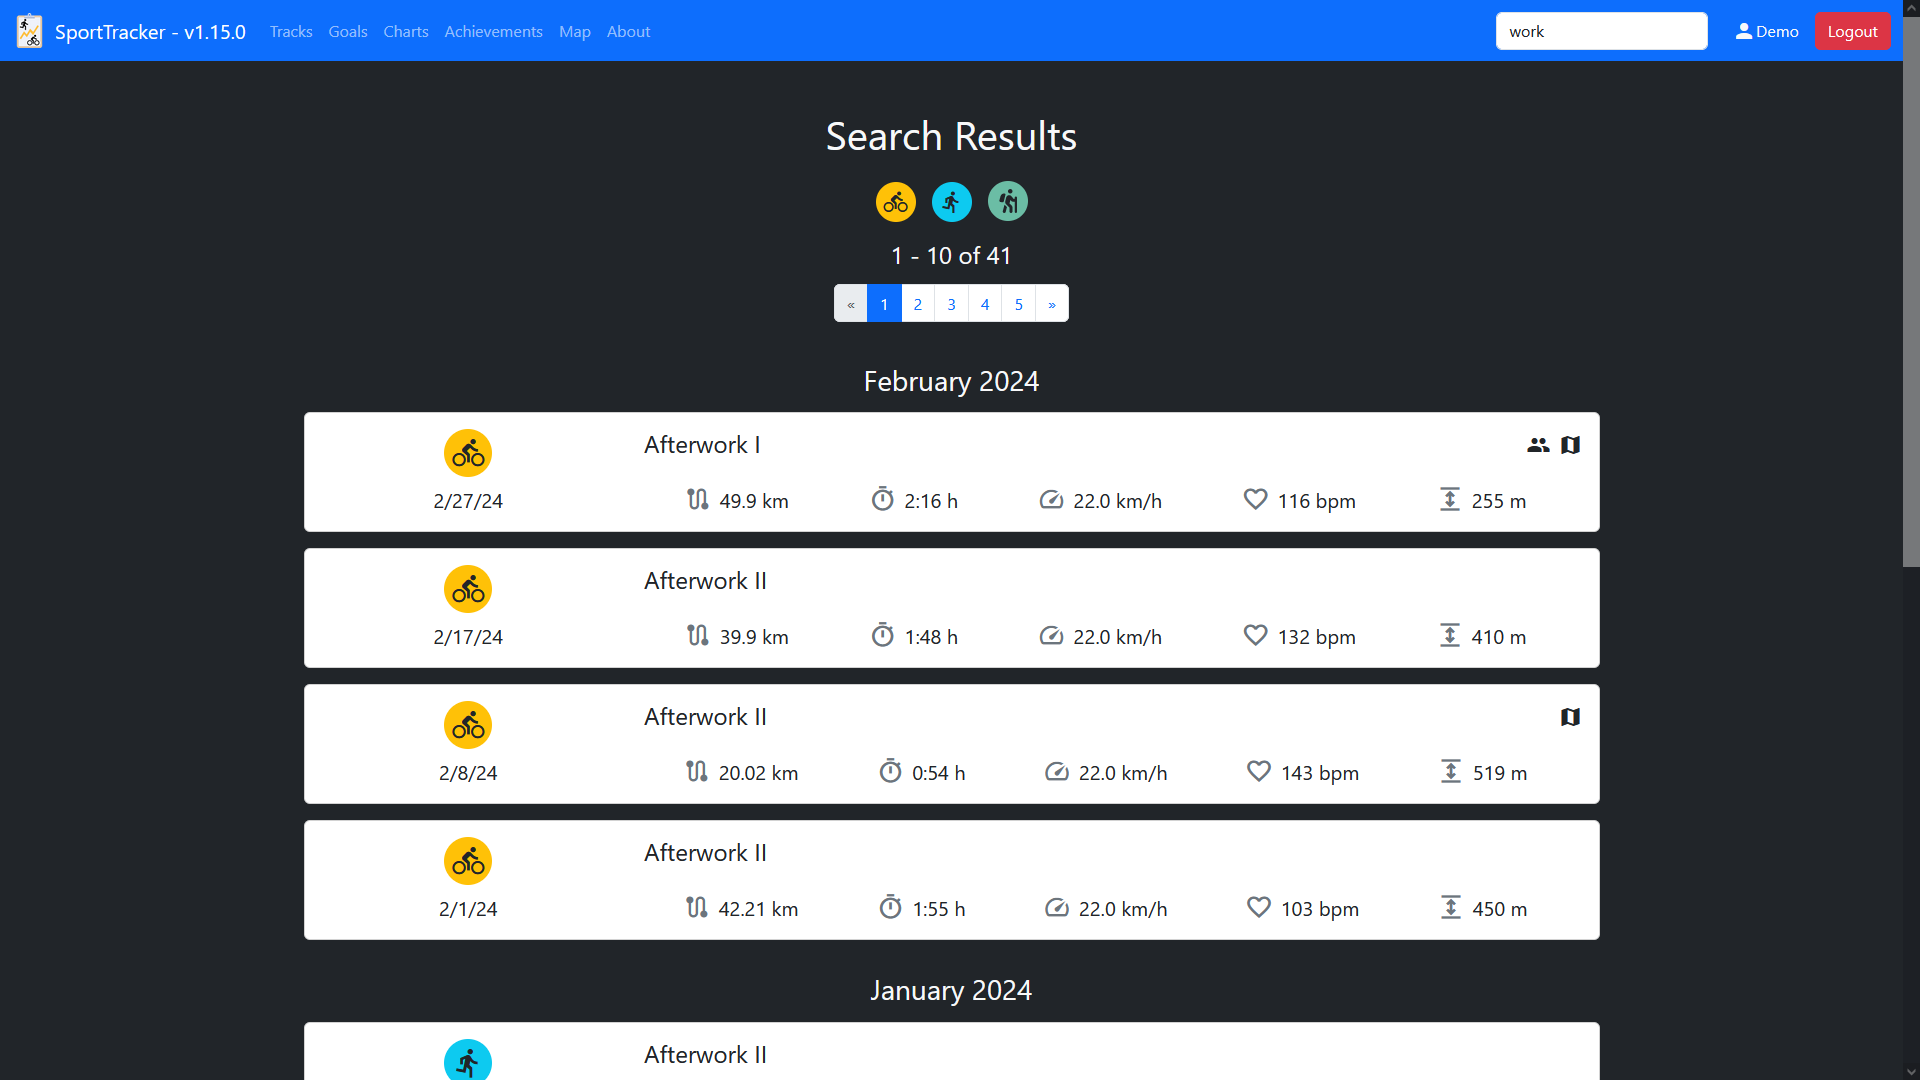 SportTracker - v1.15.0 Tracks Goals Charts Achievements Map About work Demo Logout
Search Results
1 - 10 of 41
« 1 2 3 4 5 »
February 2024
Afterwork I
2/27/24 49.9 km 2:16 h 22.0 km/h 116 bpm 255 m
Afterwork II
2/17/24 39.9 km 1:48 h 22.0 km/h 132 bpm 410 m
Afterwork II
2/8/24 20.02 km 0:54 h 22.0 km/h 143 bpm 519 m
Afterwork II
2/1/24 42.21 km 1:55 h 22.0 km/h 103 bpm 450 m
January 2024
Afterwork II